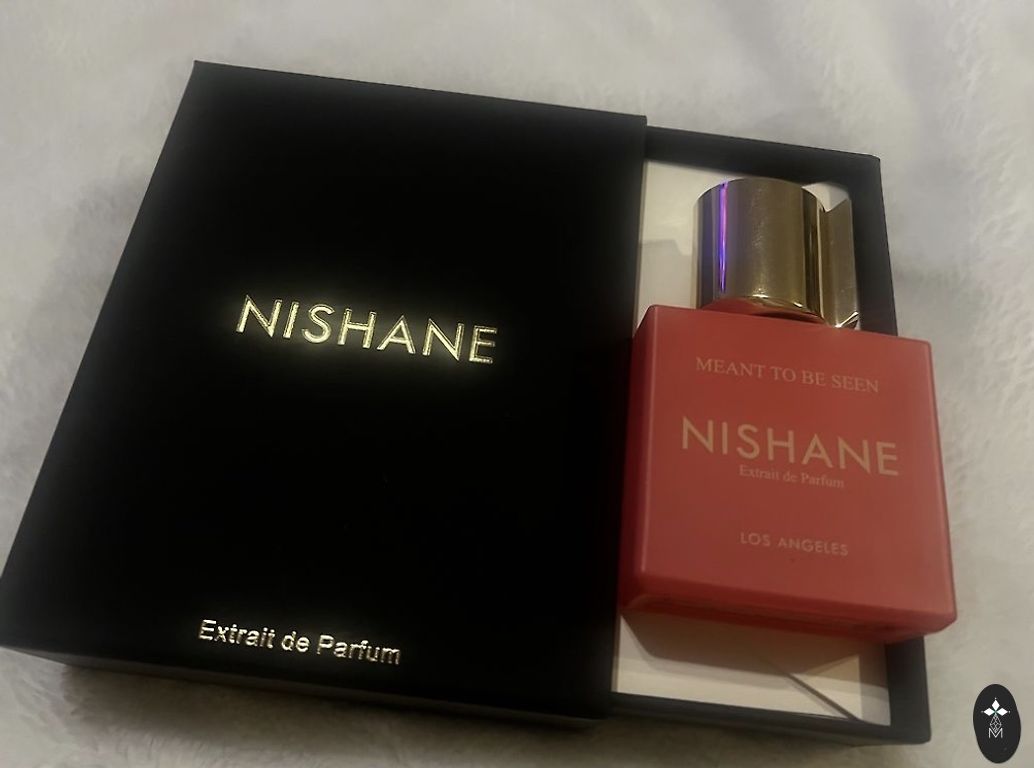 NISHANE
Extrait de Parfum
MEANT TO BE SEEN
NISHANE
Extrait de Parfum
LOS ANGELES
M